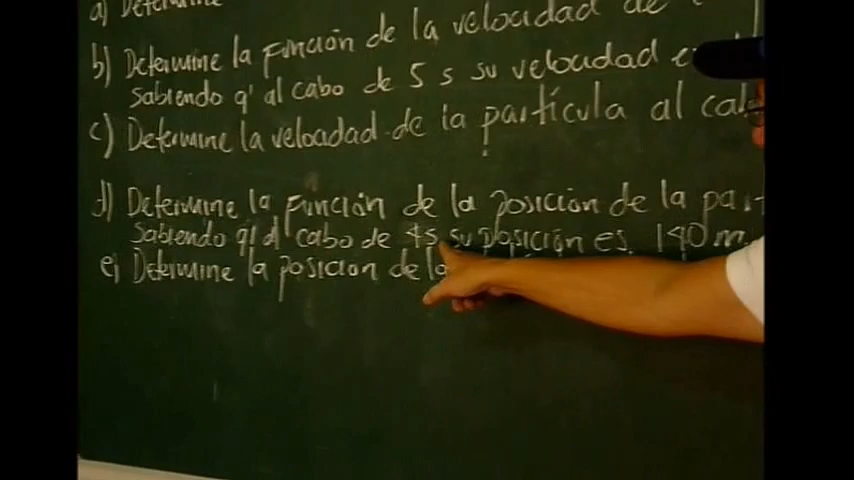 a) Determine
b) Determine la función de la velocidad de
sabiendo q' al cabo de 5 s su velocidad
c) Determine la velocidad de la partícula al
d) Determine la función de la posición de la
sabiendo q' al cabo de 4s su posición es 140 m
e) Determine la posición de la